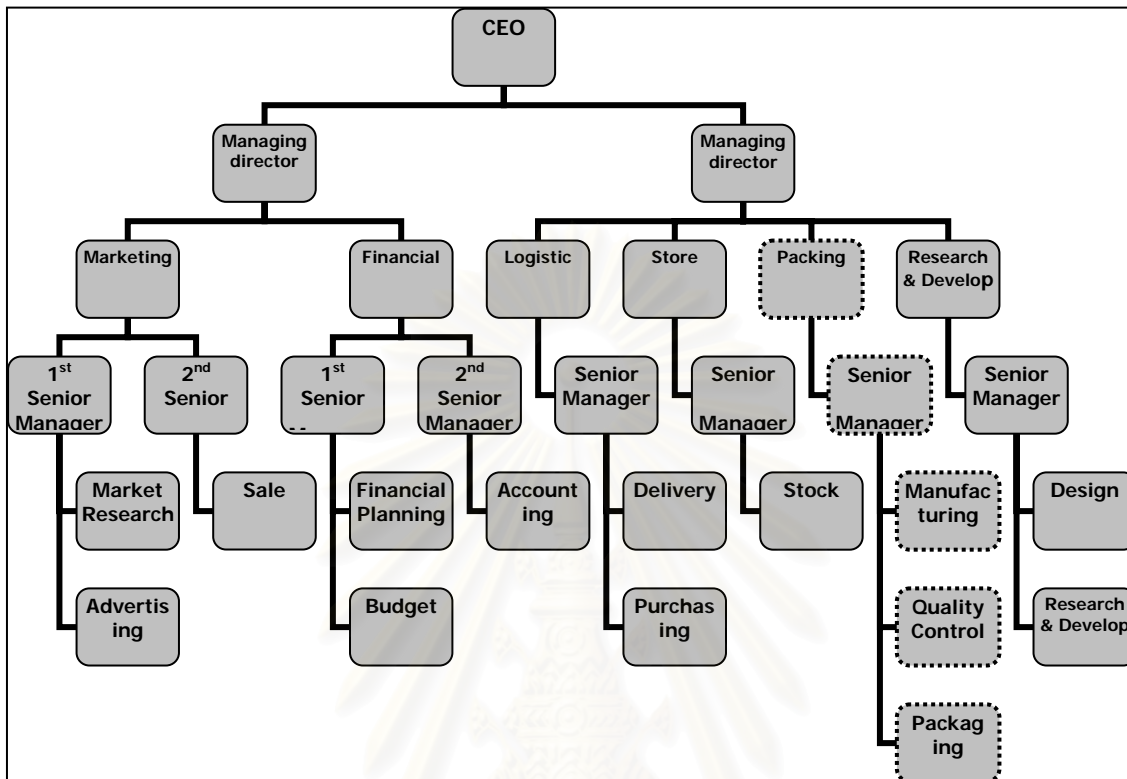 CEO
Managing
director
Managing
director
Marketing
Financial
Logistic
Store
Packing
Research
& Develop
1st
Senior
Manager
2nd
Senior
1st
Senior
2nd
Senior
Manager
Senior
Manager
Senior
Manager
Senior
Manager
Senior
Manager
Market
Research
Sale
Financial
Planning
Account
ing
Delivery
Stock
Manufac
turing
Design
Advertis
ing
Budget
Purchas
ing
Quality
Control
Research
& Develop
Packag
ing